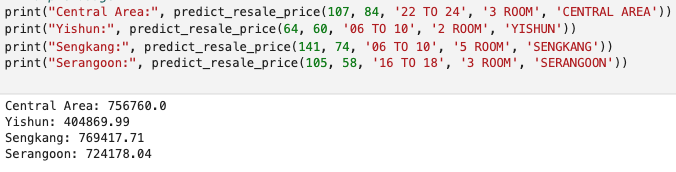 print("Central Area:", predict_resale_price(107, 84, '22 TO 24', '3 ROOM', 'CENTRAL AREA'))
print("Yishun:", predict_resale_price(64, 60, '06 TO 10', '2 ROOM', 'YISHUN'))
print("Sengkang:", predict_resale_price(141, 74, '06 TO 10', '5 ROOM', 'SENGKANG'))
print("Serangoon:", predict_resale_price(105, 58, '16 TO 18', '3 ROOM', 'SERANGOON'))
Central Area: 756760.0
Yishun: 404869.99
Sengkang: 769417.71
Serangoon: 724178.04